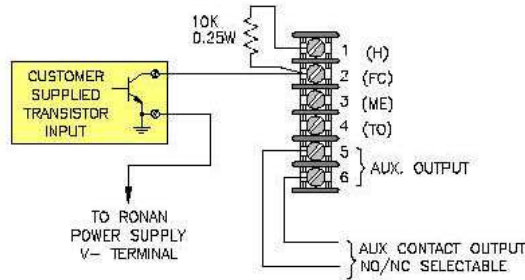 10K
0.25W
CUSTOMER
SUPPLIED
TRANSISTOR
INPUT
1 (H)
2 (FC)
3 (ME)
4 (TO)
5
6
AUX. OUTPUT
TO RONAN
POWER SUPPLY
V- TERMINAL
AUX CONTACT OUTPUT
NO/NC SELECTABLE